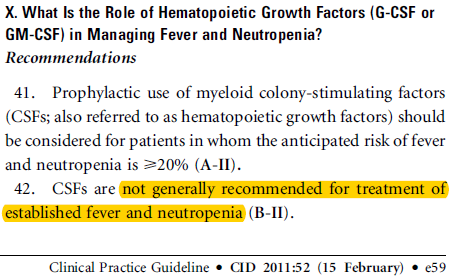 X. What Is the Role of Hematopoietic Growth Factors (G-CSF or
GM-CSF) in Managing Fever and Neutropenia?
Recommendations
41. Prophylactic use of myeloid colony-stimulating factors
(CSFs; also referred to as hematopoietic growth factors) should
be considered for patients in whom the anticipated risk of fever
and neutropenia is ≥20% (A-II).
42. CSFs are not generally recommended for treatment of
established fever and neutropenia (B-II).
Clinical Practice Guideline • CID 2011:52 (15 February) • e59